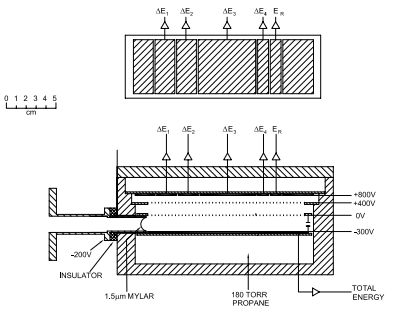 ΔE1 ΔE2 ΔE3 ΔE4 ER
0 1 2 3 4 5
cm
ΔE1 ΔE2 ΔE3 ΔE4 ER
+800V
+400V
0V
-300V
-200V
INSULATOR
1.5µm MYLAR
180 TORR
PROPANE
TOTAL
ENERGY